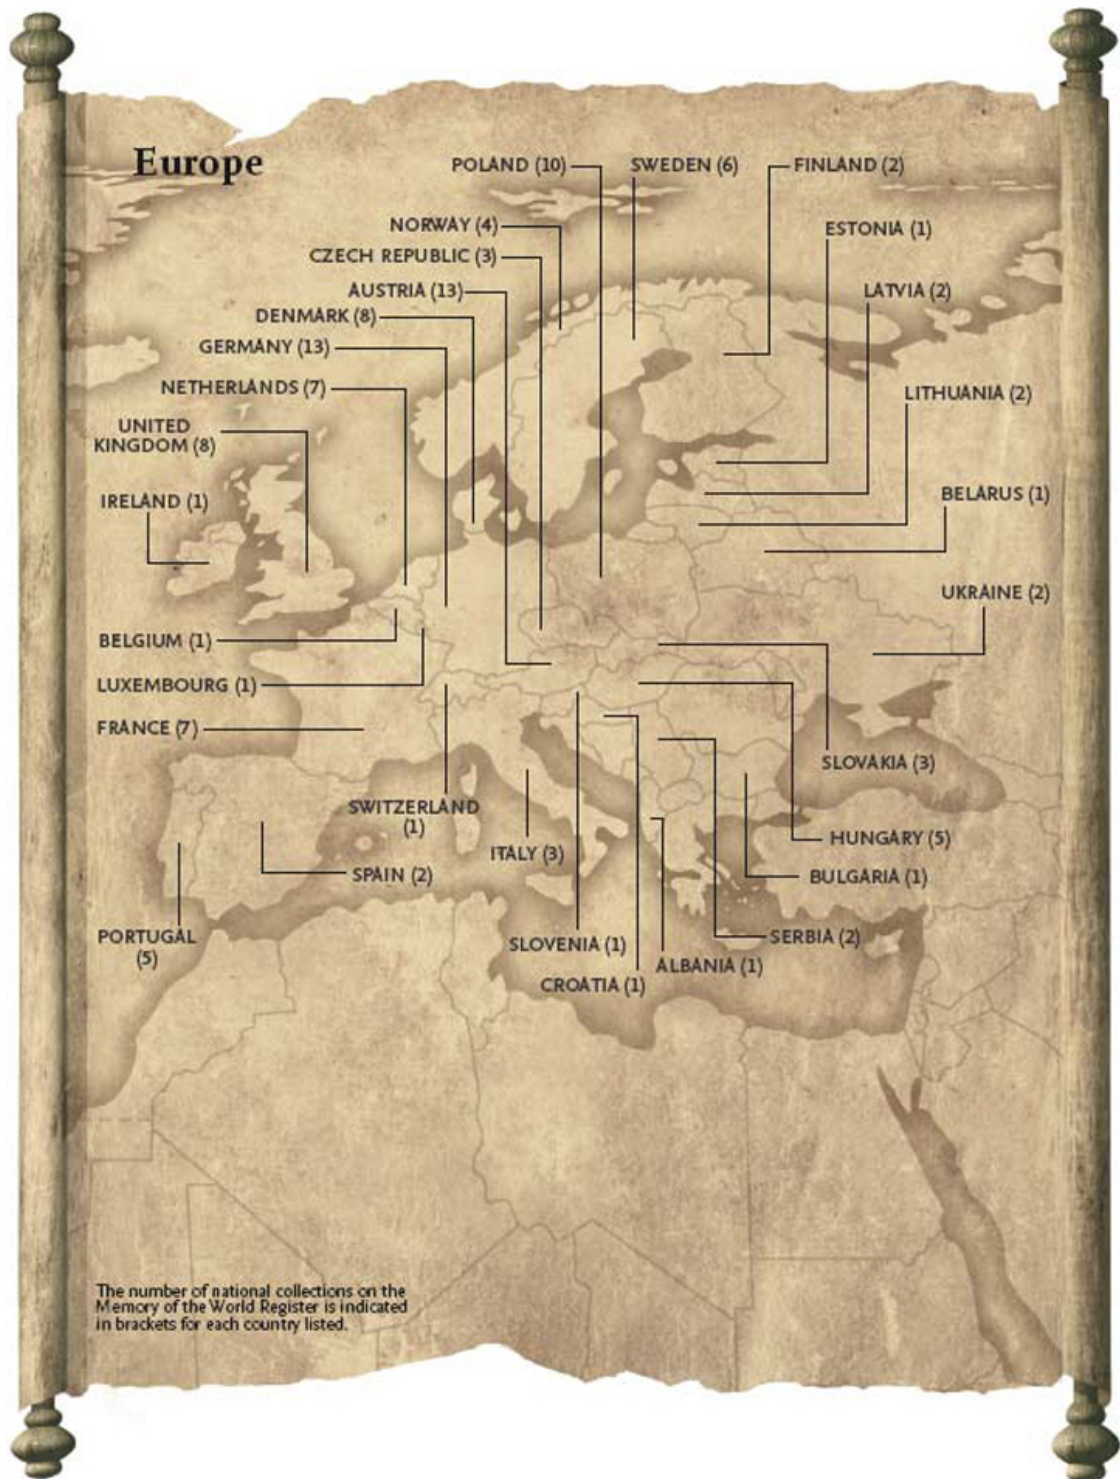 Europe
POLAND (10)
SWEDEN (6)
FINLAND (2)
NORWAY (4)
ESTONIA (1)
CZECH REPUBLIC (3)
AUSTRIA (13)
LATVIA (2)
DENMARK (8)
GERMANY (13)
NETHERLANDS (7)
LITHUANIA (2)
UNITED
KINGDOM (8)
IRELAND (1)
BELARUS (1)
UKRAINE (2)
BELGIUM (1)
LUXEMBOURG (1)
FRANCE (7)
SLOVAKIA (3)
SWITZERLAND
(1)
HUNGARY (5)
ITALY (3)
SPAIN (2)
BULGARIA (1)
PORTUGAL
(5)
SLOVENIA (1)
SERBIA (2)
ALBANIA (1)
CROATIA (1)
The number of national collections on the
Memory of the World Register is indicated
in brackets for each country listed.